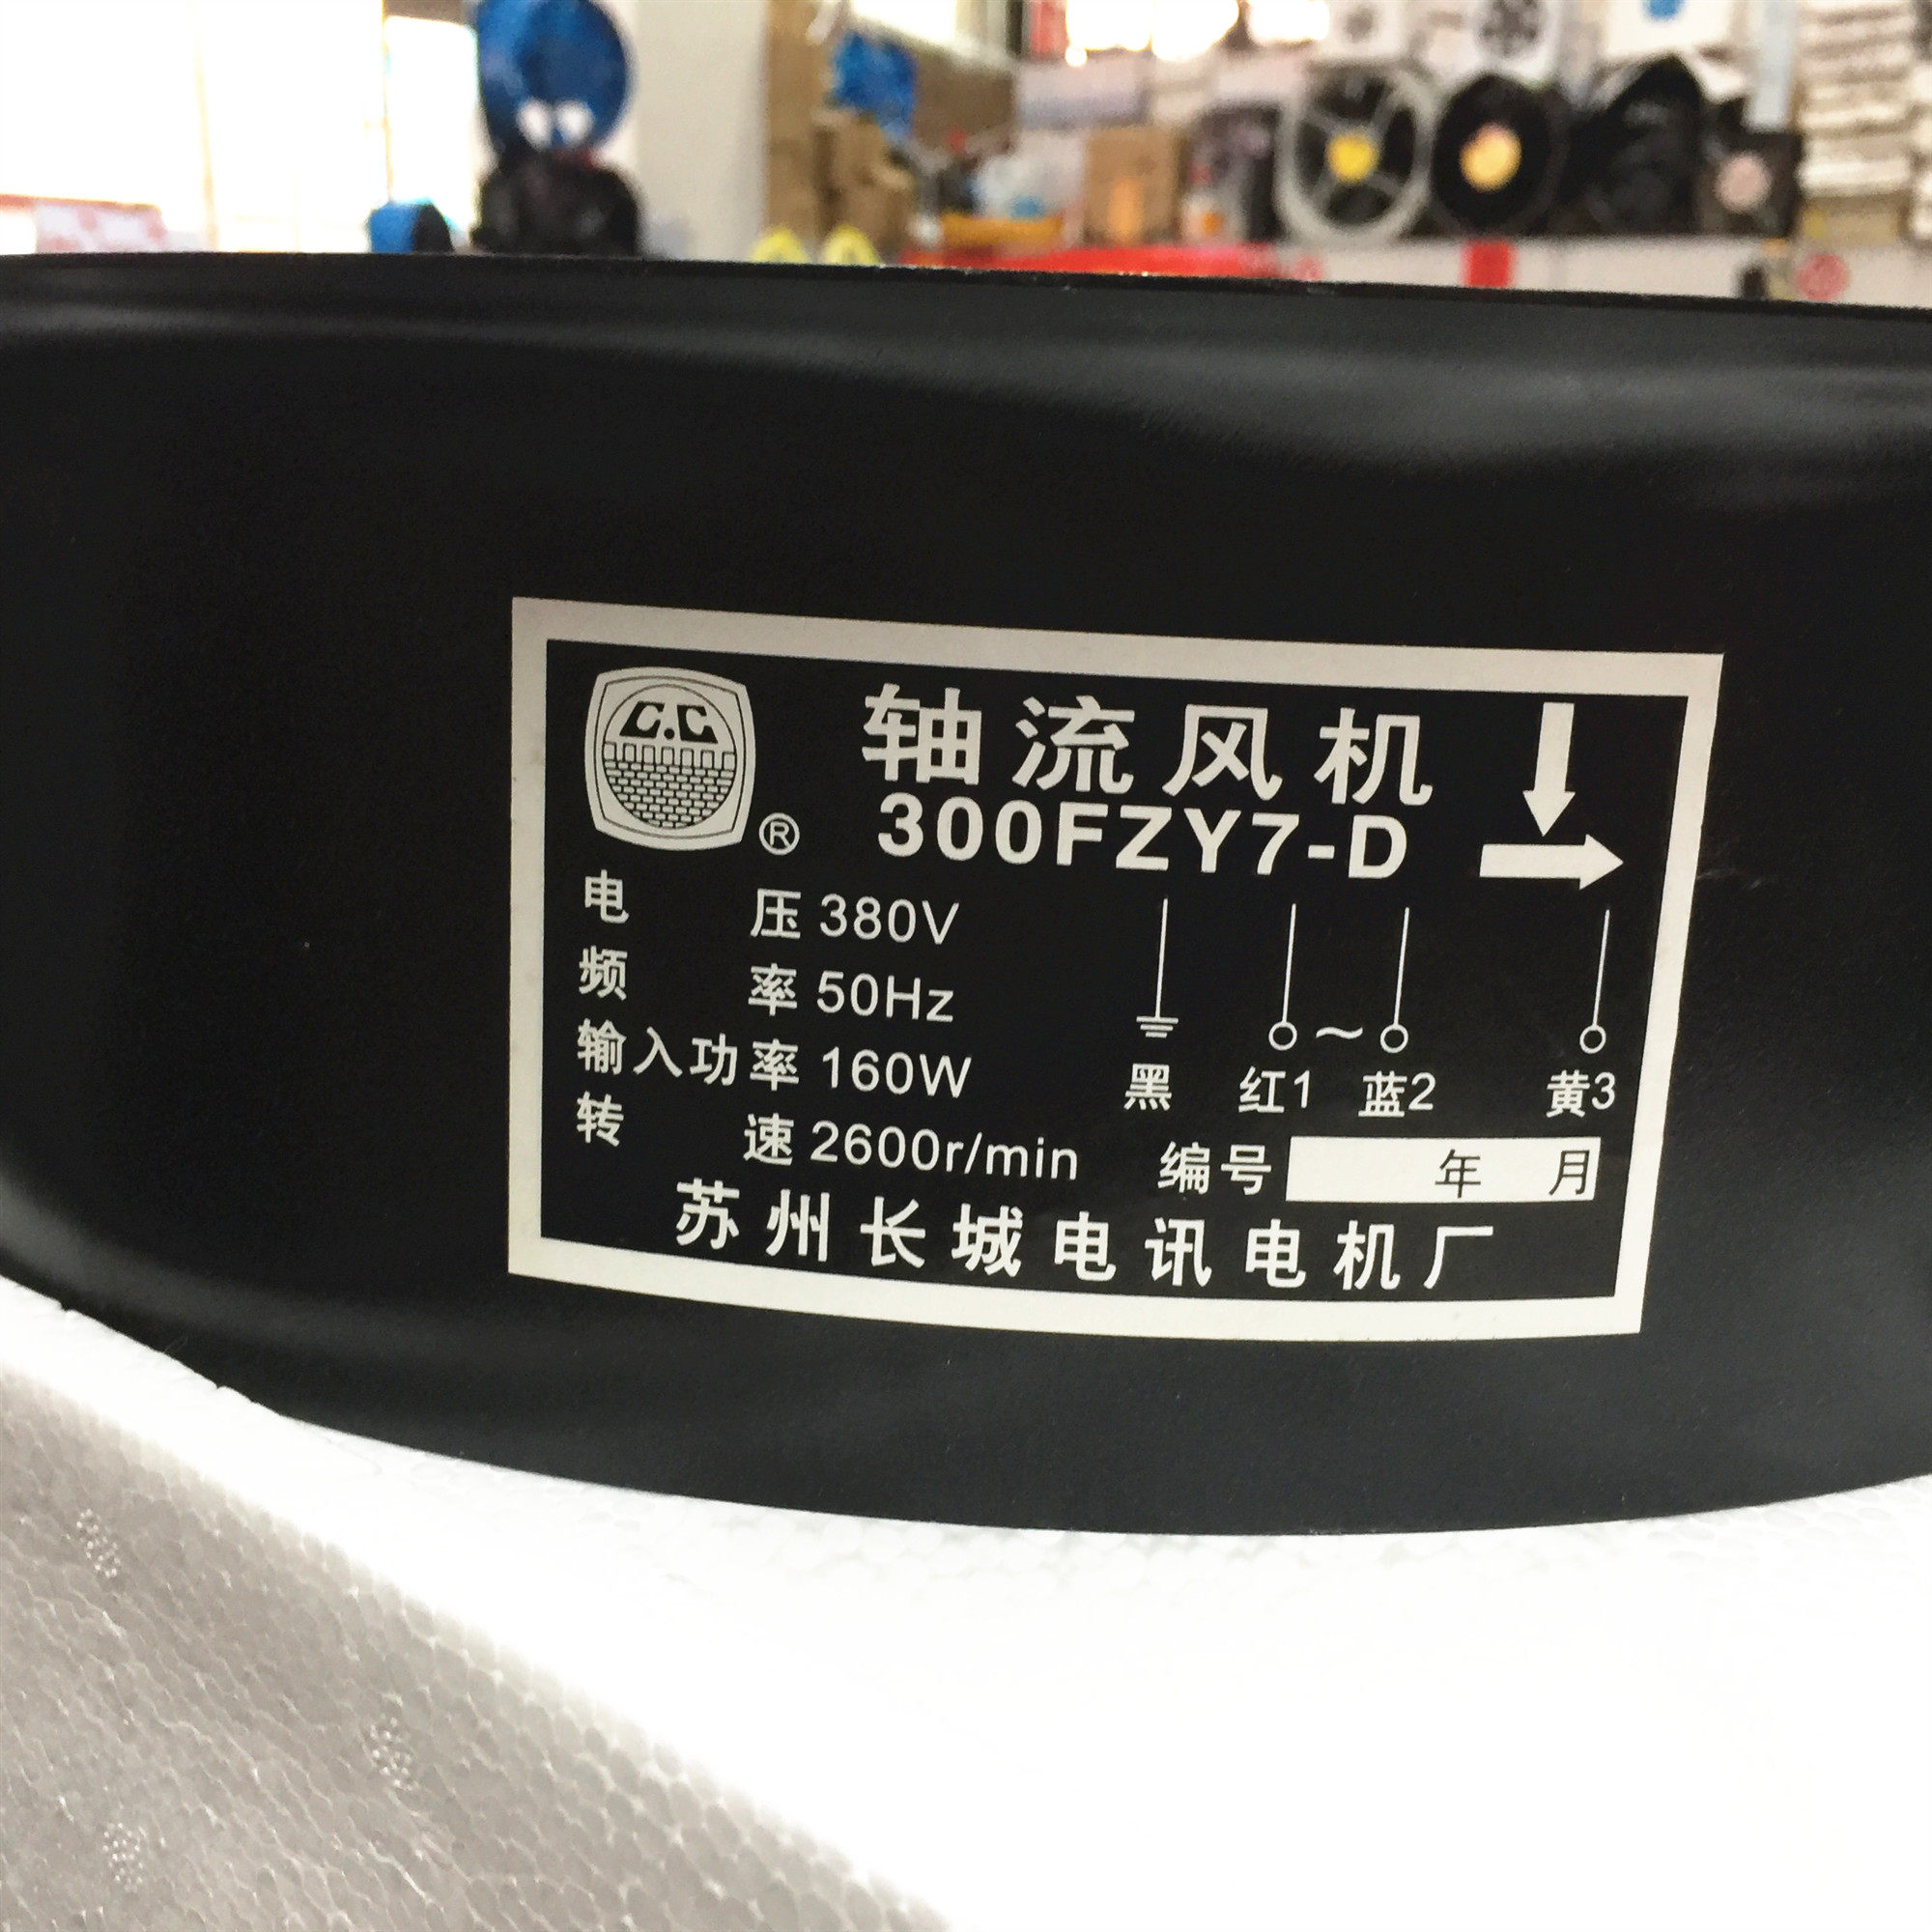 C.C
®
轴流风机
300FZY7-D
电压 380V
频率 50Hz
输入功率 160W
转速 2600r/min
黑 红1 ~ 蓝2 黄3
编号 年 月
苏州长城电讯电机厂